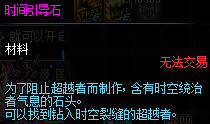 时间引导石
材料
无法交易
为了阻止超越者而制作，含有时空统治
者气息的石头。
可以找到钻入时空裂缝的超越者。